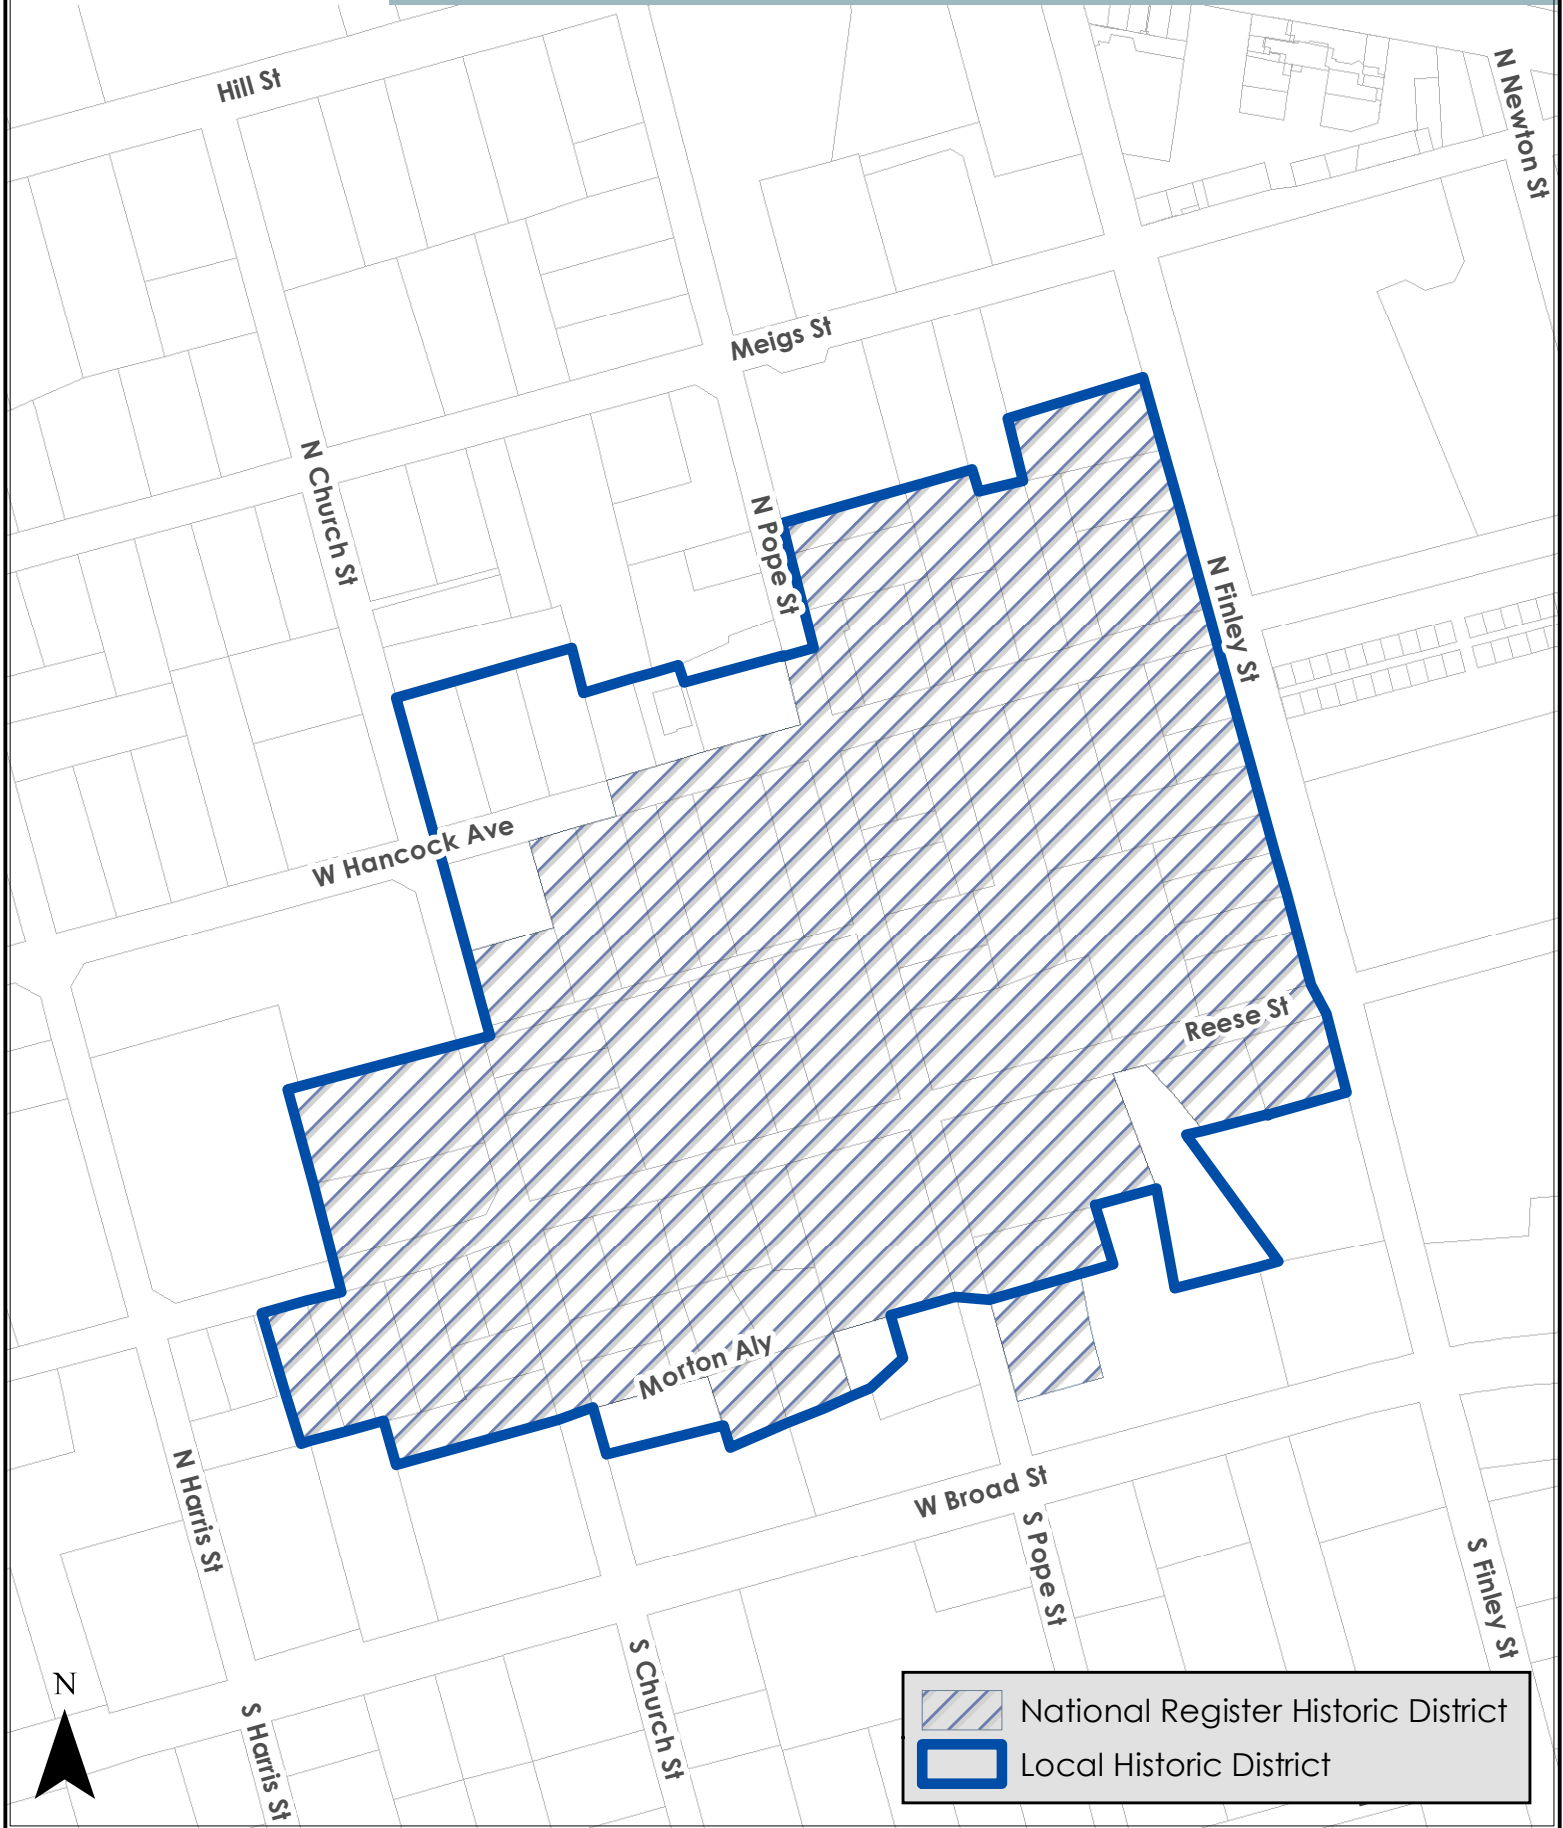 Hill St
N Newton St
Meigs St
N Church St
N Pope St
N Finley St
W Hancock Ave
Reese St
Morton Aly
N Harris St
W Broad St
S Pope St
S Finley St
S Church St
S Harris St
N
National Register Historic District
Local Historic District